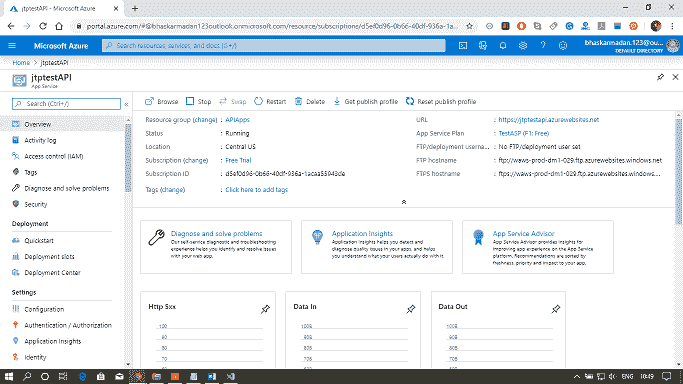 jtptestAPI - Microsoft Azure
portal.azure.com/#@bhaskarmadan123outlook.onmicrosoft.com/resource/subscriptions/d5ef0d96-0b66-40df-936a-1a...
Microsoft Azure
Search resources, services, and docs (G+/)
bhaskarmadan.123@ou...
DEFAULT DIRECTORY
Home > jtptestAPI
jtptestAPI
App Service
Search (Ctrl+/)
Browse Stop Swap Restart Delete Get publish profile Reset publish profile
Overview
Activity log
Access control (IAM)
Tags
Diagnose and solve problems
Security
Deployment
Quickstart
Deployment slots
Deployment Center
Settings
Configuration
Authentication / Authorization
Application Insights
Identity
Resource group (change) : APIApps
Status : Running
Location : Central US
Subscription (change) : Free Trial
Subscription ID : d5ef0d96-0b66-40df-936a-1acaa55943de
Tags (change) : Click here to add tags
URL : https://jtptestapi.azurewebsites.net
App Service Plan : TestASP (F1: Free)
FTP/deployment userna... : No FTP/deployment user set
FTP hostname : ftp://waws-prod-dm1-029.ftp.azurewebsites.windows.net
FTPS hostname : ftps://waws-prod-dm1-029.ftp.azurewebsites.windows....
Diagnose and solve problems
Our self-service diagnostic and troubleshooting
experience helps you identify and resolve issues
with your web app.
Application Insights
Application Insights helps you detect and
diagnose quality issues in your apps, and helps
you understand what your users actually do with it.
App Service Advisor
App Service Advisor provides insights for
improving app experience on the App Service
platform. Recommendations are sorted by
freshness, priority and impact to your app.
Http 5xx
100
90
80
70
Data In
100B
90B
80B
70B
Data Out
100B
90B
80B
70B
ENG
10:49